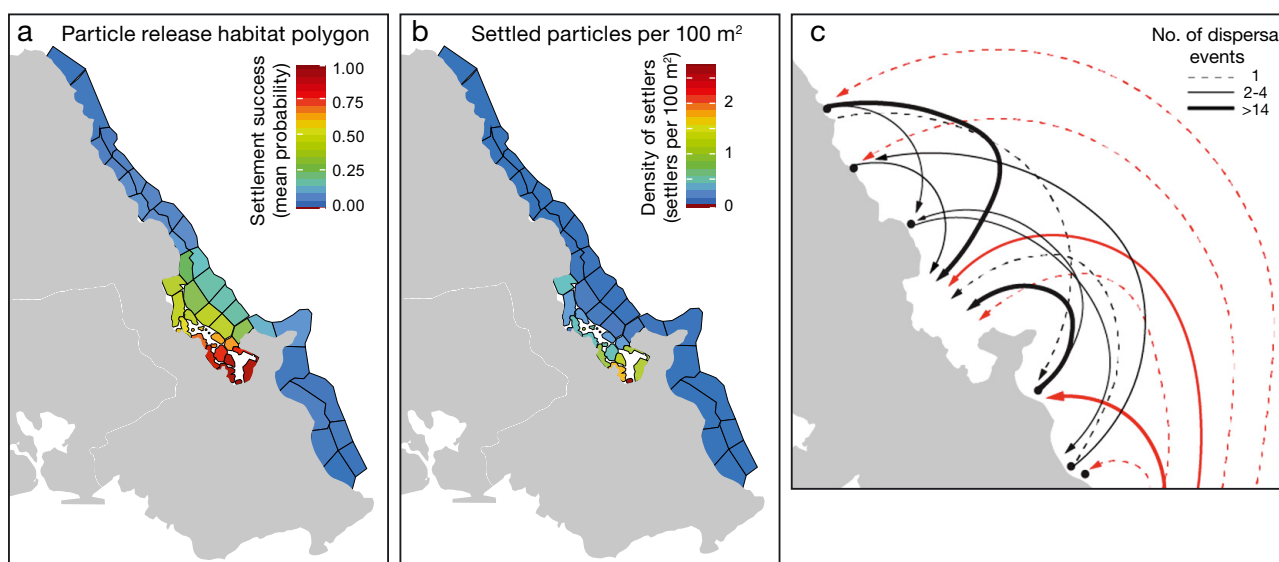 a Particle release habitat polygon
Settlement success
(mean probability)
1.00
0.75
0.50
0.25
0.00
b Settled particles per 100 m²
Density of settlers
(settlers per 100 m²)
2
1
0
c
No. of dispersa
events
1
2-4
>14